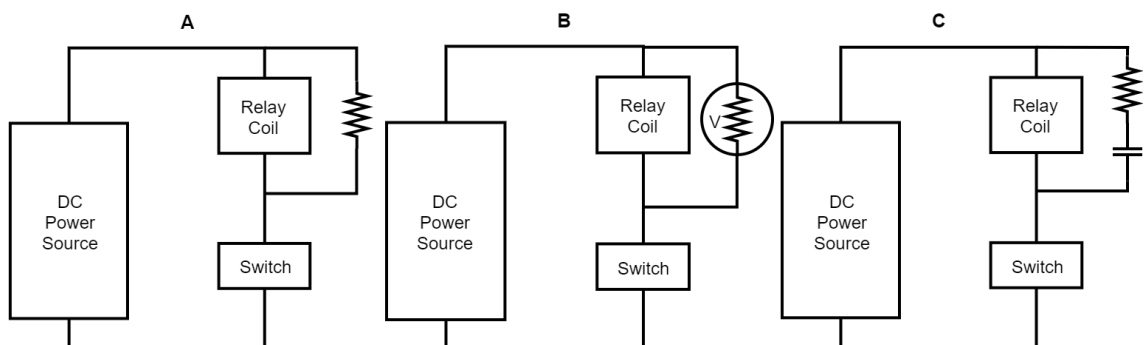 A
Relay
Coil
DC
Power
Source
Switch
B
Relay
Coil
V
DC
Power
Source
Switch
C
Relay
Coil
DC
Power
Source
Switch